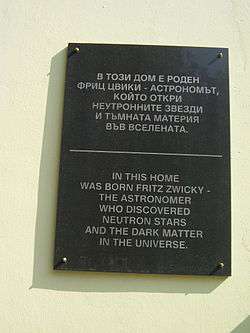 В ТОЗИ ДОМ Е РОДЕН
ФРИЦ ЦВИКИ - АСТРОНОМЪТ,
КОЙТО ОТКРИ
НЕУТРОННИТЕ ЗВЕЗДИ
И ТЪМНАТА МАТЕРИЯ
ВЪВ ВСЕЛЕНАТА.
IN THIS HOME
WAS BORN FRITZ ZWICKY -
THE ASTRONOMER
WHO DISCOVERED
NEUTRON STARS
AND THE DARK MATTER
IN THE UNIVERSE.